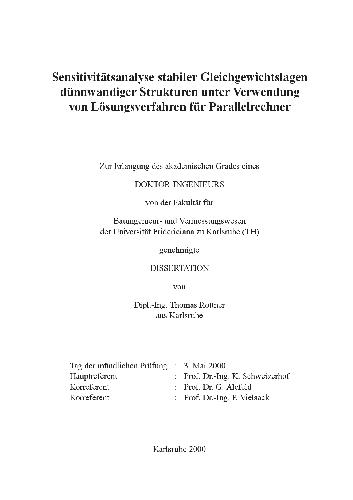 Sensitivitätsanalyse stabiler Gleichgewichtslagen
dünnwandiger Strukturen unter Verwendung
von Lösungsverfahren für Parallelrechner
Zur Erlangung des akademischen Grades eines
DOKTOR-INGENIEURS
von der Fakultät für
Bauingenieur- und Vermessungswesen
der Universität Fridericiana zu Karlsruhe (TH)
genehmigte
DISSERTATION
von
Dipl.-Ing. Thomas Rottner
aus Karlsruhe
Tag der mündlichen Prüfung : 3. Mai 2000
Hauptreferent : Prof. Dr.-Ing. K. Schweizerhof
Korreferent : Prof. Dr. G. Alefeld
Korreferent : Prof. Dr.-Ing. P. Vielsack
Karlsruhe 2000